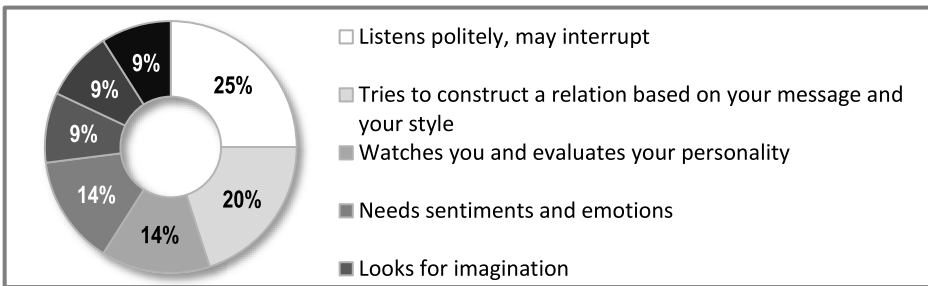 Listens politely, may interrupt
Tries to construct a relation based on your message and
your style
Watches you and evaluates your personality
Needs sentiments and emotions
Looks for imagination
25%
20%
14%
14%
9%
9%
9%